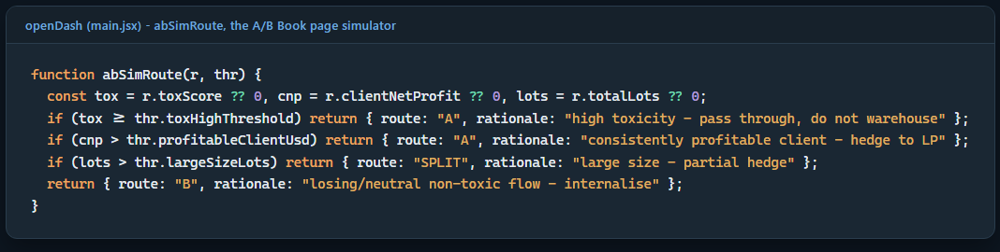 openDash (main.jsx) - abSimRoute, the A/B Book page simulator
function abSimRoute(r, thr) {
  const tox = r.toxScore ?? 0, cnp = r.clientNetProfit ?? 0, lots = r.totalLots ?? 0;
  if (tox ≥ thr.toxHighThreshold) return { route: "A", rationale: "high toxicity - pass through, do not warehouse" };
  if (cnp > thr.profitableClientUsd) return { route: "A", rationale: "consistently profitable client - hedge to LP" };
  if (lots > thr.largeSizeLots) return { route: "SPLIT", rationale: "large size - partial hedge" };
  return { route: "B", rationale: "losing/neutral non-toxic flow - internalise" };
}